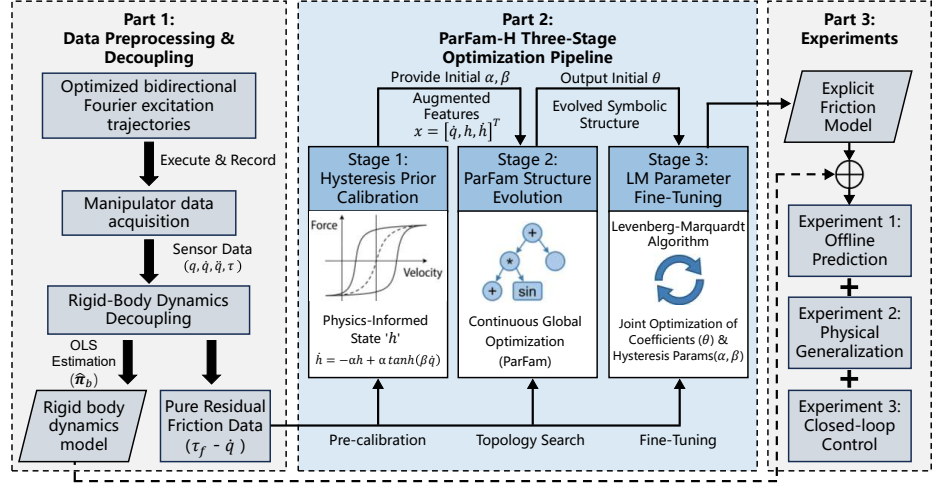 Part 1:
Data Preprocessing &
Decoupling
Optimized bidirectional
Fourier excitation
trajectories
Execute & Record
Manipulator data
acquisition
Sensor Data
(q, q̇, q̈, τ)
Rigid-Body Dynamics
Decoupling
OLS
Estimation
(π̂_b)
Rigid body
dynamics
model
Pure Residual
Friction Data
(τ_f - q̇ )
Part 2:
ParFam-H Three-Stage
Optimization Pipeline
Provide Initial α, β
Augmented
Features
x = [q̇, h, ḣ]^T
Output Initial θ
Evolved Symbolic
Structure
Stage 1:
Hysteresis Prior
Calibration
Force
Velocity
Physics-Informed
State 'h'
ḣ = −αh + α tanh(βq̇)
Stage 2:
ParFam Structure
Evolution
+
*
+
sin
Continuous Global
Optimization
(ParFam)
Stage 3:
LM Parameter
Fine-Tuning
Levenberg-Marquardt
Algorithm
Joint Optimization of
Coefficients (θ) &
Hysteresis Params(α, β)
Pre-calibration
Topology Search
Fine-Tuning
Part 3:
Experiments
Explicit
Friction
Model
Experiment 1:
Offline
Prediction
+
Experiment 2:
Physical
Generalization
+
Experiment 3:
Closed-loop
Control